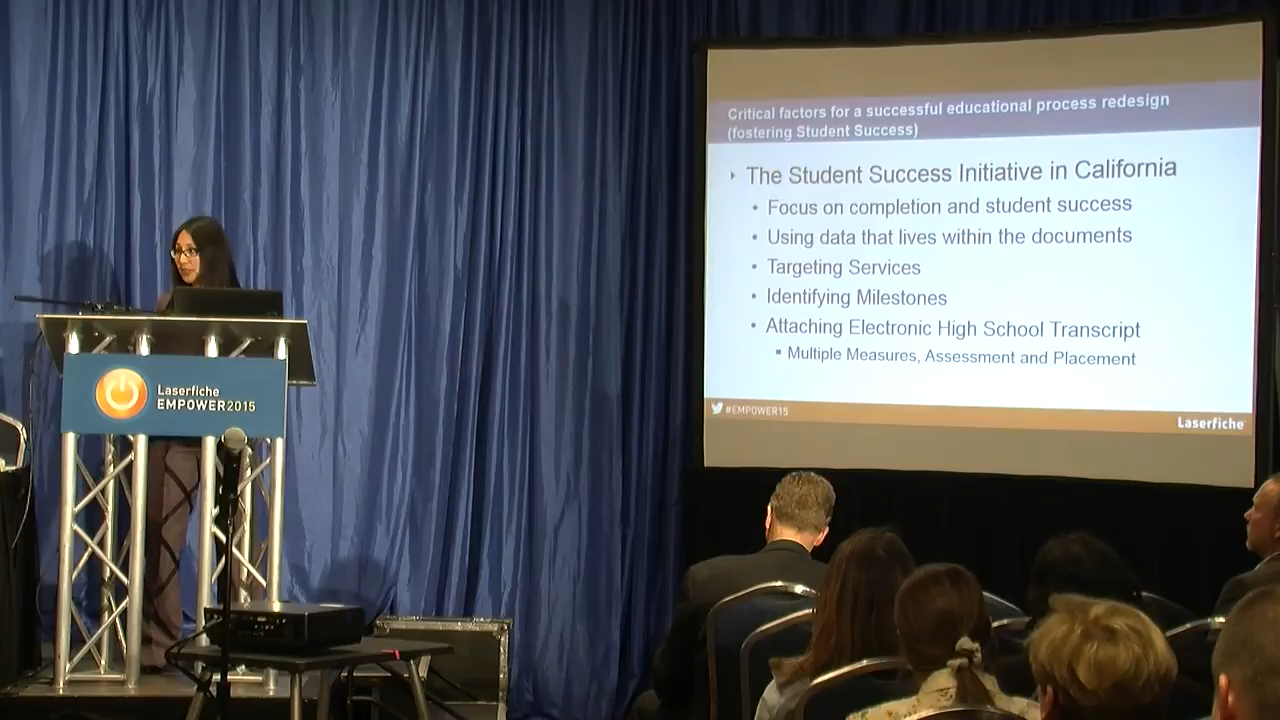 Critical factors for a successful educational process redesign
(fostering Student Success)
The Student Success Initiative in California
Focus on completion and student success
Using data that lives within the documents
Targeting Services
Identifying Milestones
Attaching Electronic High School Transcript
Multiple Measures, Assessment and Placement
#EMPOWER15
Laserfiche
Laserfiche
EMPOWER2015